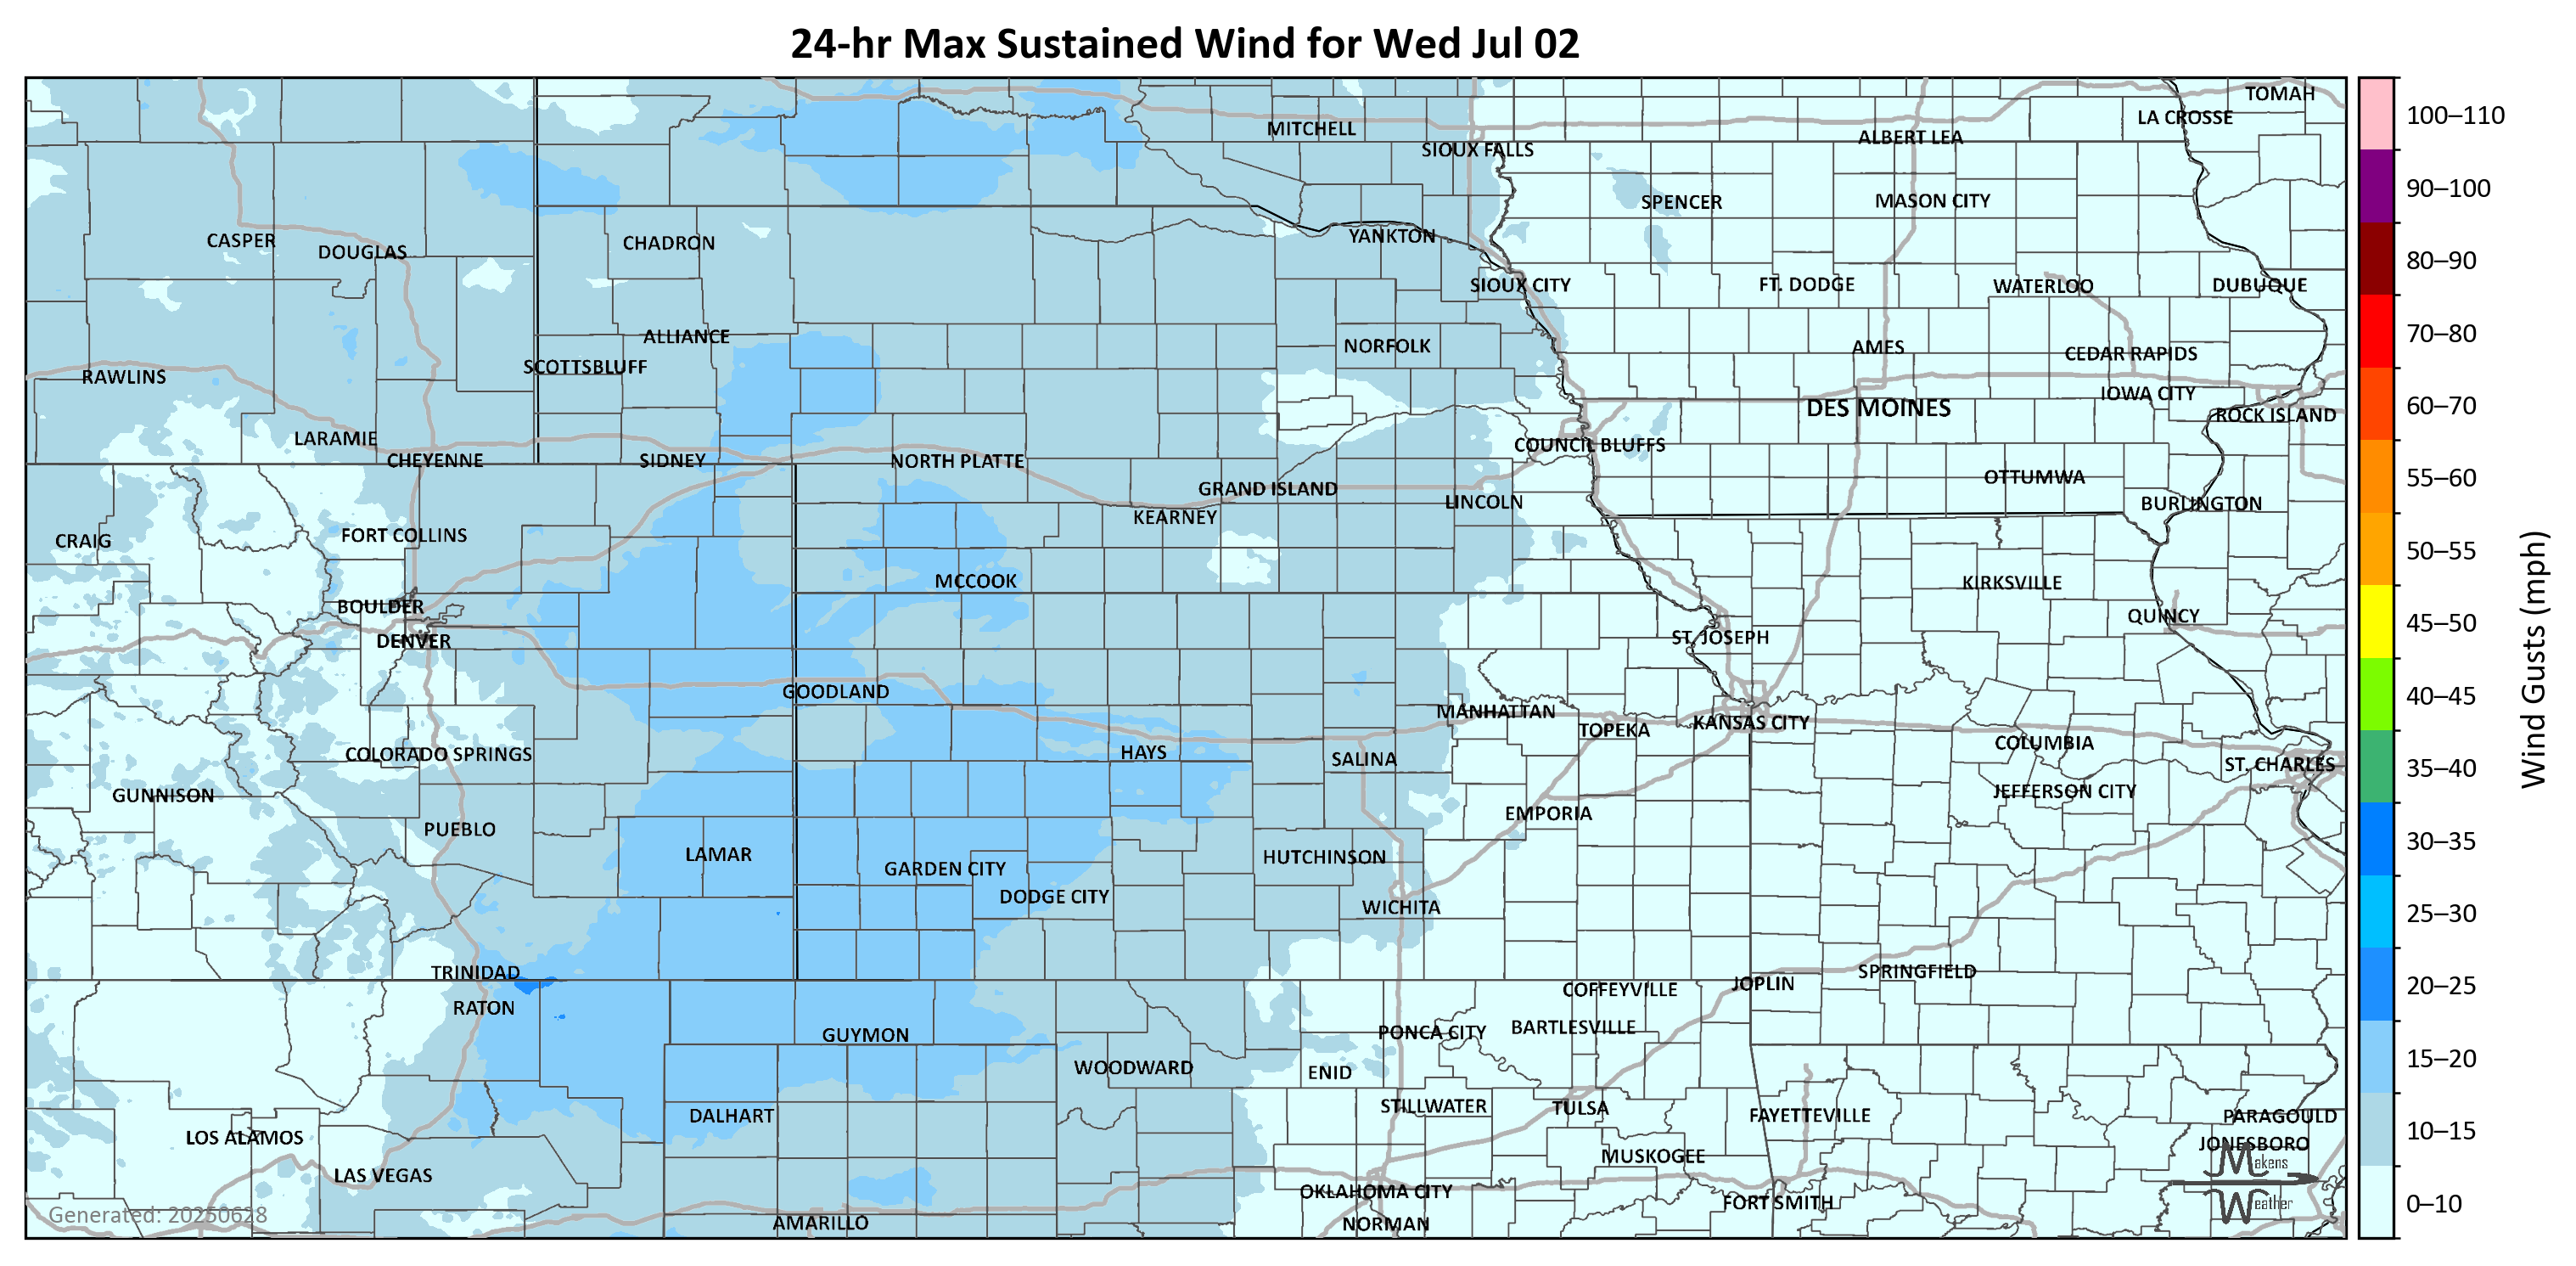 24-hr Max Sustained Wind for Wed Jul 02
TOMAH
LA CROSSE
MITCHELL
ALBERT LEA
SIOUX FALLS
SPENCER
MASON CITY
CASPER
DOUGLAS
CHADRON
YANKTON
SIOUX CITY
FT. DODGE
WATERLOO
DUBUQUE
ALLIANCE
NORFOLK
AMES
CEDAR RAPIDS
SCOTTSBLUFF
RAWLINS
IOWA CITY
DES MOINES
ROCK ISLAND
LARAMIE
COUNCIL BLUFFS
CHEYENNE
SIDNEY
NORTH PLATTE
OTTUMWA
GRAND ISLAND
LINCOLN
BURLINGTON
KEARNEY
CRAIG
FORT COLLINS
MCCOOK
KIRKSVILLE
BOULDER
QUINCY
DENVER
ST. JOSEPH
GOODLAND
MANHATTAN
TOPEKA
KANSAS CITY
COLUMBIA
COLORADO SPRINGS
HAYS
SALINA
ST. CHARLES
GUNNISON
JEFFERSON CITY
EMPORIA
PUEBLO
LAMAR
HUTCHINSON
GARDEN CITY
DODGE CITY
WICHITA
TRINIDAD
SPRINGFIELD
JOPLIN
COFFEYVILLE
RATON
GUYMON
PONCA CITY
BARTLESVILLE
WOODWARD
ENID
STILLWATER
TULSA
DALHART
FAYETTEVILLE
PARAGOULD
LOS ALAMOS
JONESBORO
MUSKOGEE
LAS VEGAS
OKLAHOMA CITY
FORT SMITH
AMARILLO
NORMAN
Generated: 20250628
Makens
Weather
100–110
90–100
80–90
70–80
60–70
55–60
50–55
45–50
40–45
35–40
30–35
25–30
20–25
15–20
10–15
0–10
Wind Gusts (mph)